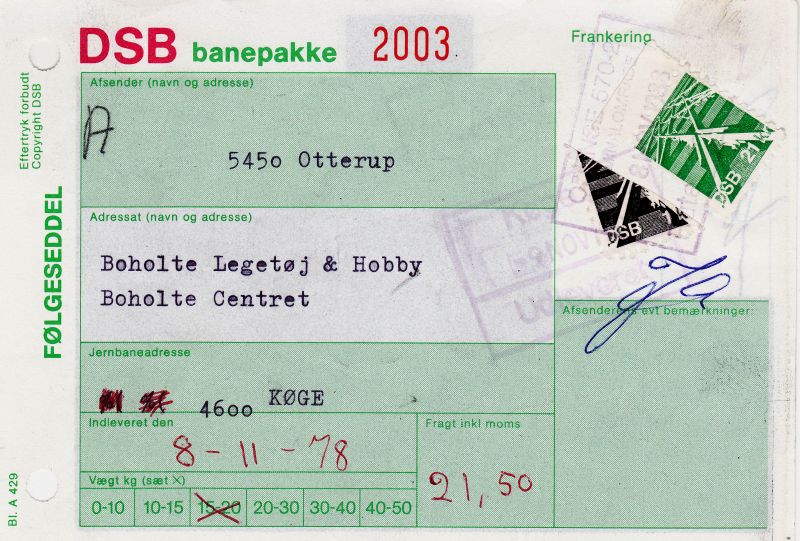 DSB banepakke 2003
Frankering
Eftertryk forbudt
Copyright DSB
FØLGESEDDEL
Bl. A 429
Afsender (navn og adresse)
A
5450 Otterup
Adressat (navn og adresse)
Boholte Legetøj & Hobby
Boholte Centret
Jernbaneadresse
4600 KØGE
Indleveret den
8-11-78
Fragt inkl moms
21,50
Vægt kg (sæt X)
0-10 10-15 15-20 20-30 30-40 40-50
DSB 21 kr
DSB
Ja
Afsenderens evt bemærkninger: